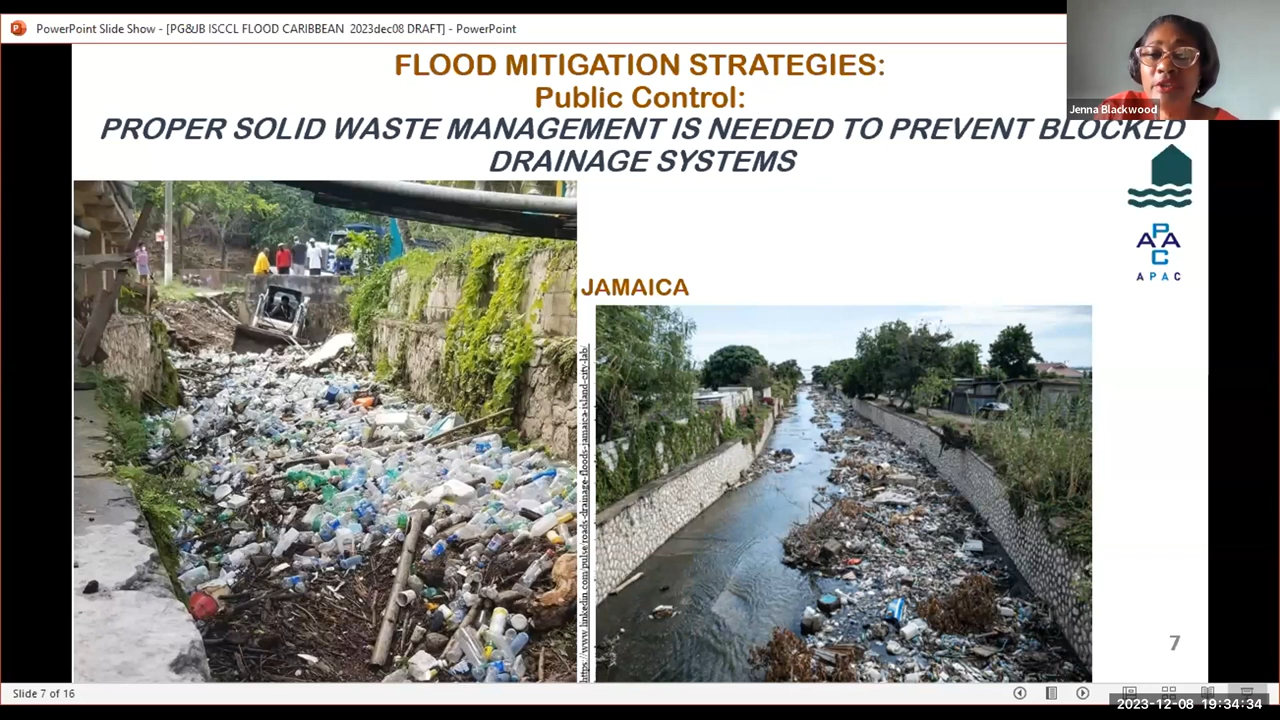 PowerPoint Slide Show - [PG&JB ISCCL FLOOD CARIBBEAN 2023dec08 DRAFT] - PowerPoint
Jenna Blackwood
FLOOD MITIGATION STRATEGIES:
Public Control:
PROPER SOLID WASTE MANAGEMENT IS NEEDED TO PREVENT BLOCKED
DRAINAGE SYSTEMS
APAC
APAC
JAMAICA
https://www.linkedin.com/pulse/roads-drainage-floods-jamaica-island-city-lab/
7
Slide 7 of 16
2023-12-08 19:34:34